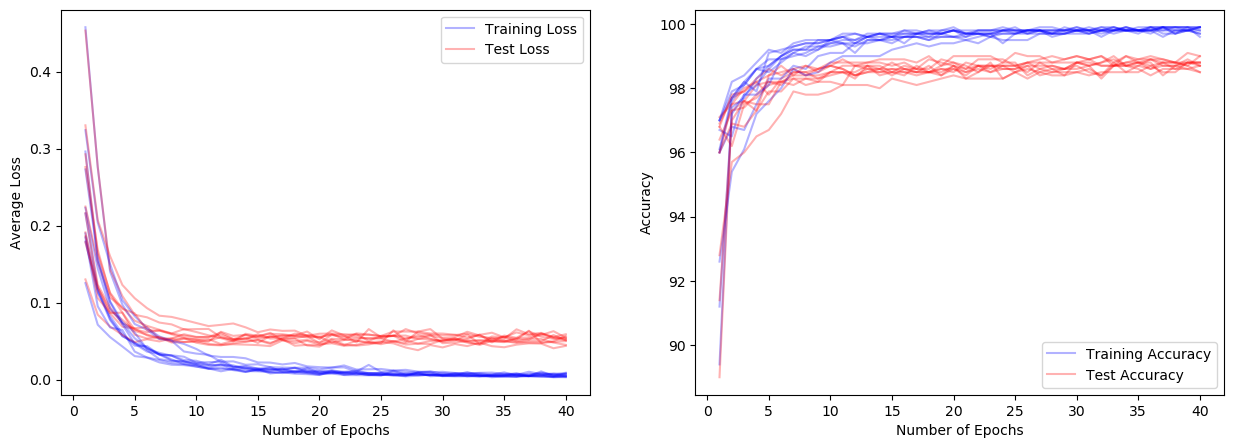 Training Loss
Test Loss
Average Loss
0.4
0.3
0.2
0.1
0.0
0 5 10 15 20 25 30 35 40
Number of Epochs
Accuracy
100
98
96
94
92
90
Training Accuracy
Test Accuracy
0 5 10 15 20 25 30 35 40
Number of Epochs